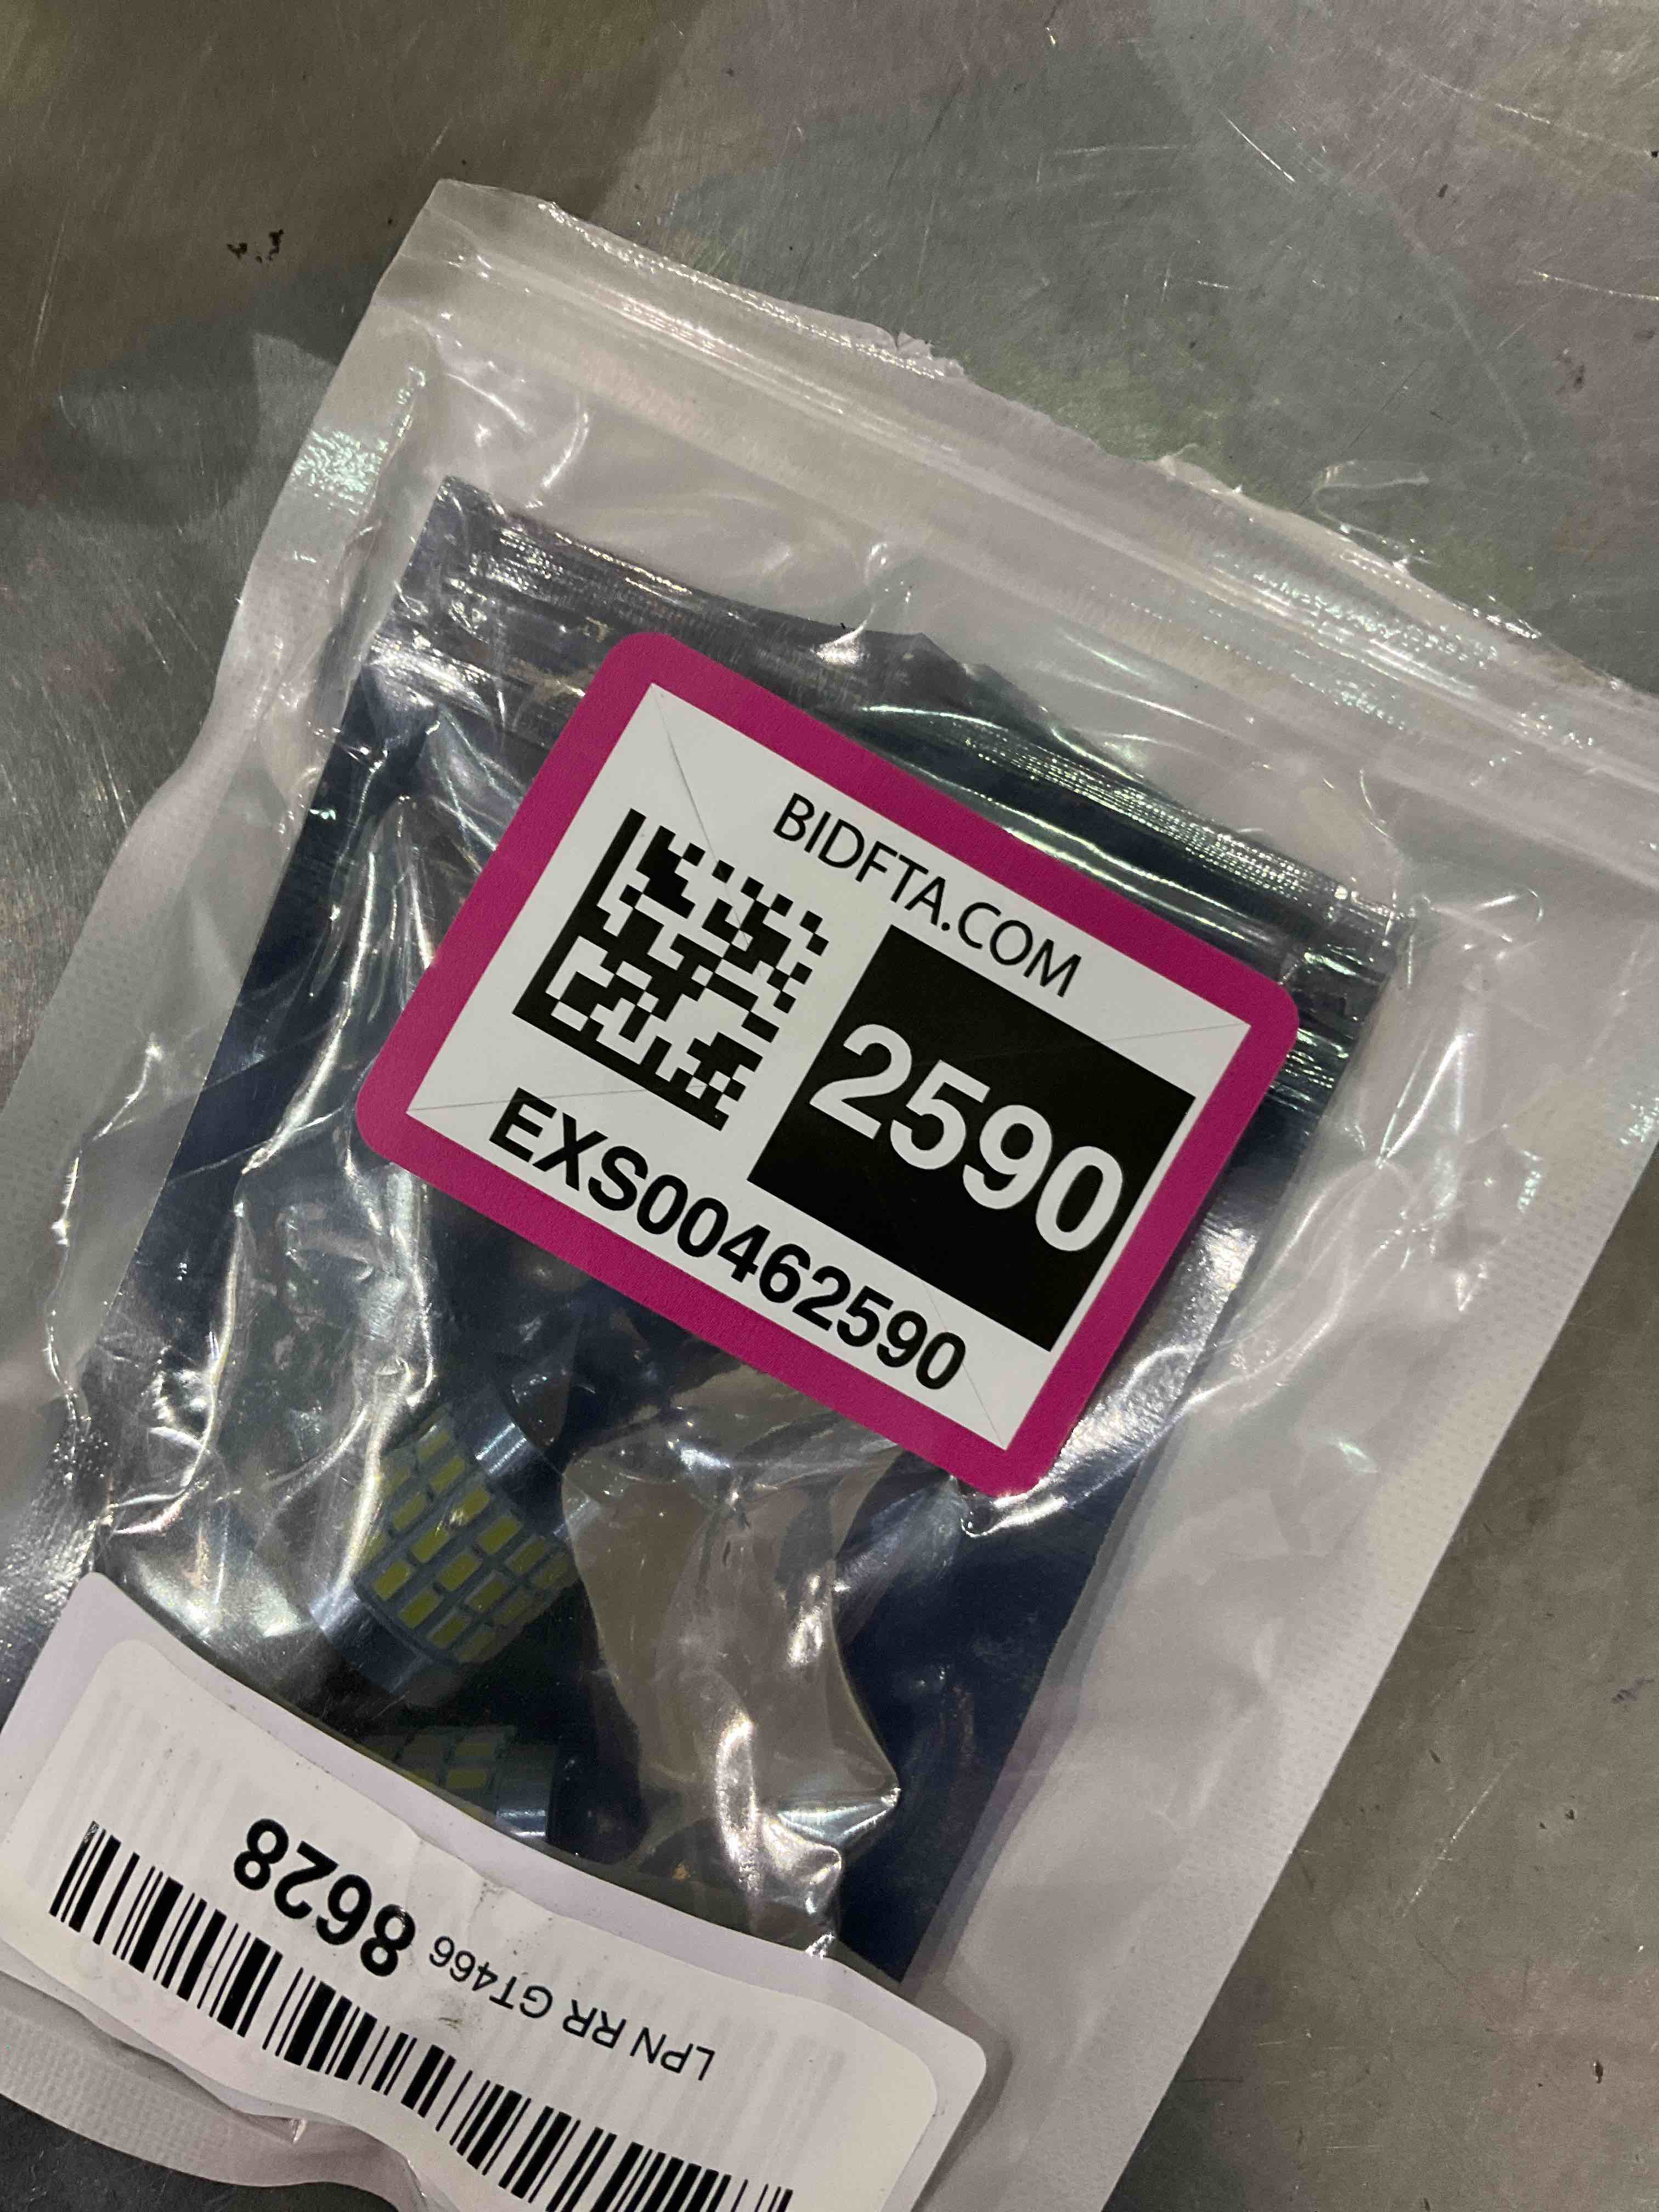 BIDFTA.COM
2590
EXS00462590
LPN RR GT466 8628